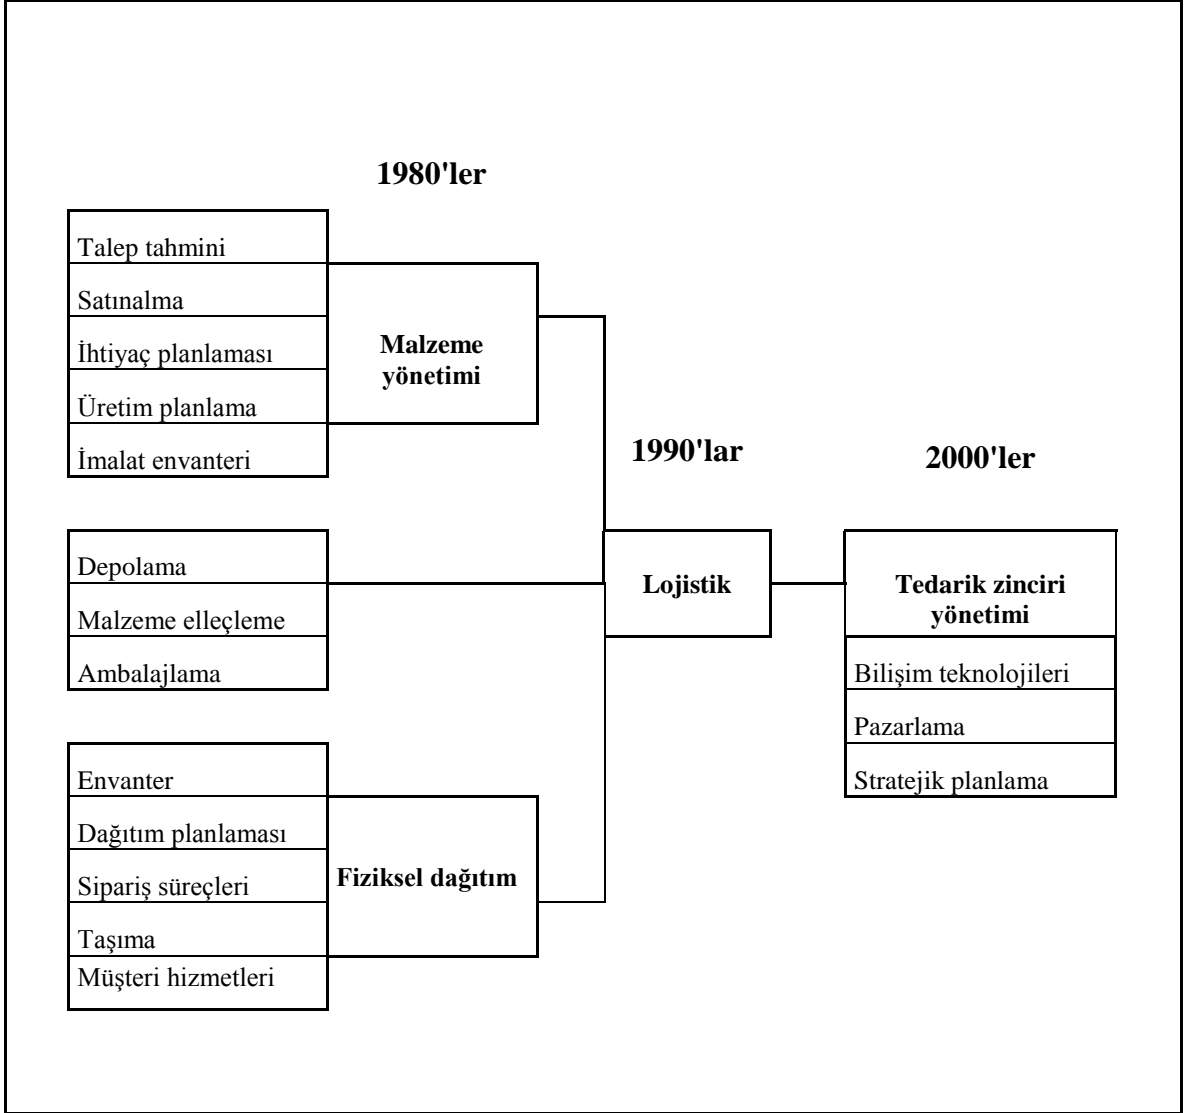 1980'ler
Talep tahmini
Satınalma
İhtiyaç planlaması
Üretim planlama
İmalat envanteri
Malzeme
yönetimi
1990'lar
2000'ler
Depolama
Malzeme elleçleme
Ambalajlama
Lojistik
Tedarik zinciri
yönetimi
Bilişim teknolojileri
Pazarlama
Stratejik planlama
Envanter
Dağıtım planlaması
Sipariş süreçleri
Taşıma
Müşteri hizmetleri
Fiziksel dağıtım